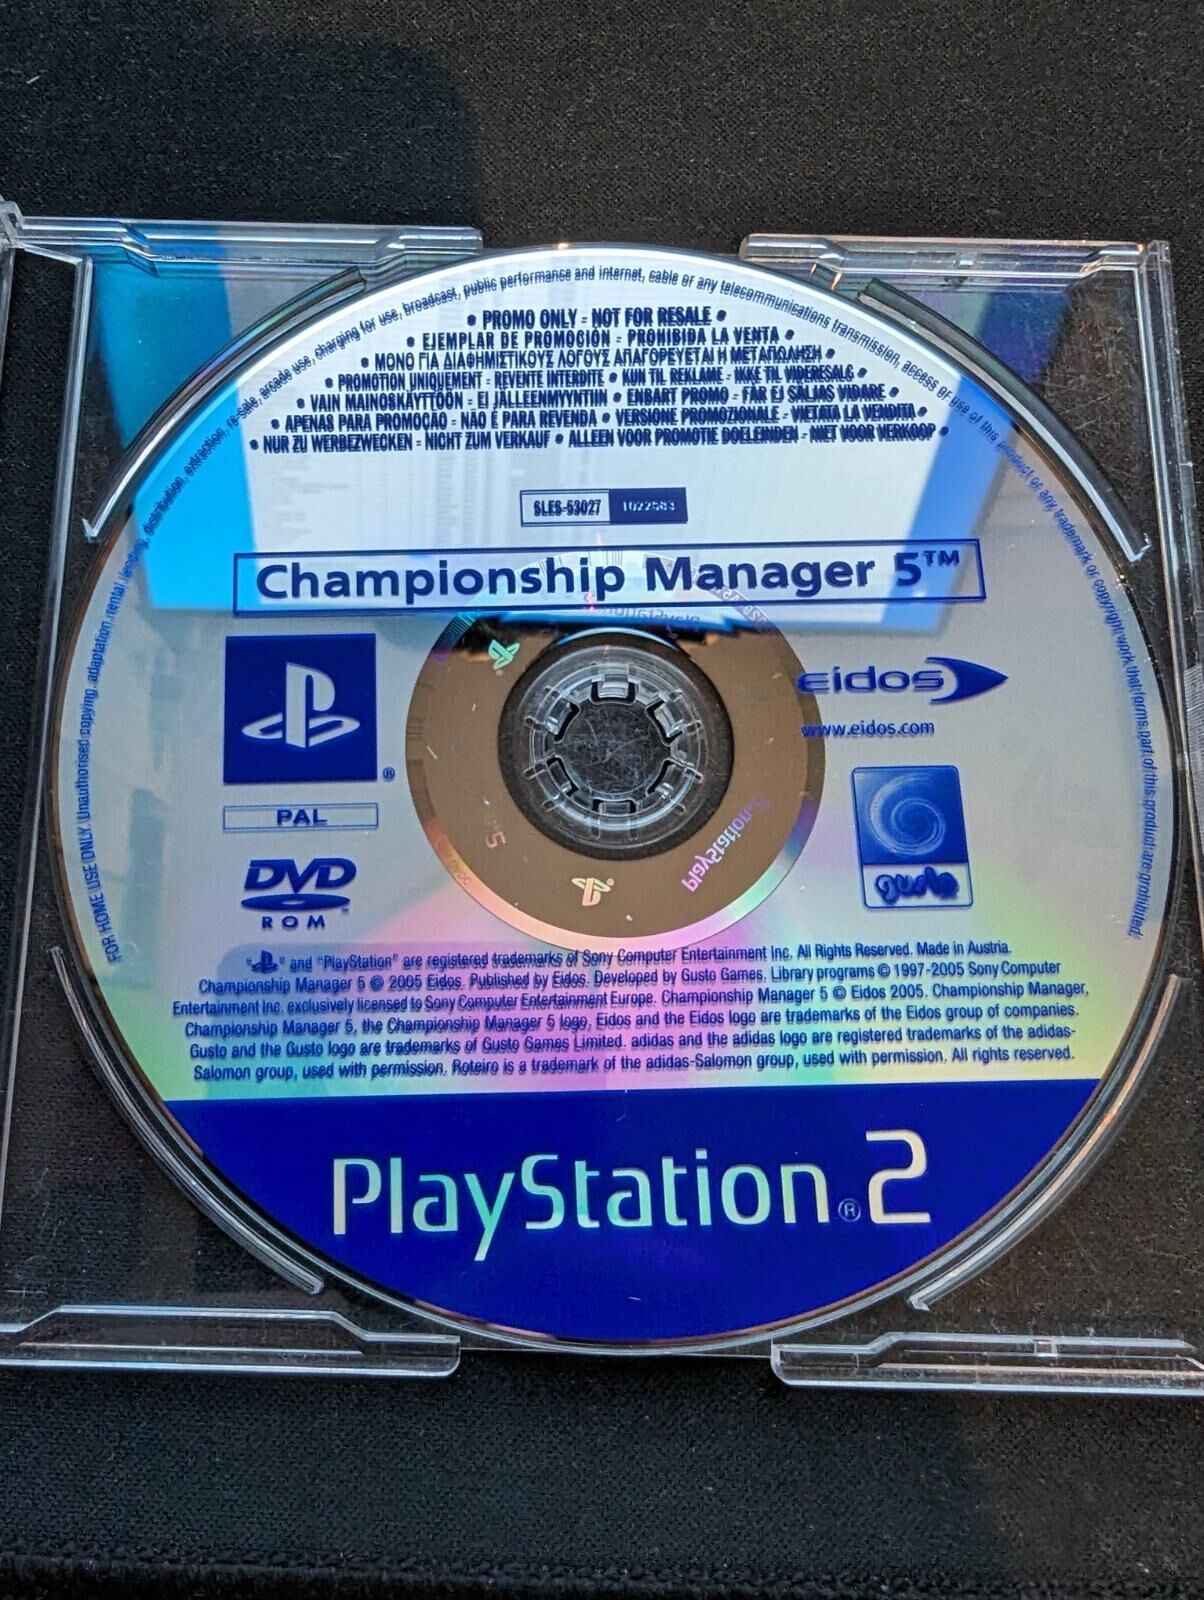 FOR HOME USE ONLY. Unauthorised copying, adaptation, rental, lending, distribution, extraction, re-sale, arcade use, charging for use, broadcast, public performance and internet, cable or any telecommunications transmission, access or use of this product or any trademark or copyright work that forms part of this product are prohibited.
• PROMO ONLY - NOT FOR RESALE •
• EJEMPLAR DE PROMOCIÓN - PROHIBIDA LA VENTA •
• ΜΟΝΟ ΓΙΑ ΔΙΑΦΗΜΙΣΤΙΚΟΥΣ ΛΟΓΟΥΣ ΑΠΑΓΟΡΕΥΕΤΑΙ Η ΜΕΤΑΠΩΛΗΣΗ •
• PROMOTION UNIQUEMENT - REVENTE INTERDITE • KUN TIL REKLAME - IKKE TIL VIDERESALG •
• VAIN MAINOSKÄYTTÖÖN - EI JÄLLEENMYYNTIIN • ENBART PROMO - FÅR EJ SÄLJAS VIDARE •
• APENAS PARA PROMOÇÃO - NÃO É PARA REVENDA • VERSIONE PROMOZIONALE - VIETATA LA VENDITA •
• NUR ZU WERBEZWECKEN - NICHT ZUM VERKAUF • ALLEEN VOOR PROMOTIE DOELEINDEN - NIET VOOR VERKOOP •
SLES-53027 1022563
Championship Manager 5™
eidos
www.eidos.com
®
PAL
DVD
ROM
gusto
PlayStation
" " and "PlayStation" are registered trademarks of Sony Computer Entertainment Inc. All Rights Reserved. Made in Austria.
Championship Manager 5 © 2005 Eidos. Published by Eidos. Developed by Gusto Games. Library programs © 1997-2005 Sony Computer
Entertainment Inc. exclusively licensed to Sony Computer Entertainment Europe. Championship Manager 5 © Eidos 2005. Championship Manager,
Championship Manager 5, the Championship Manager 5 logo, Eidos and the Eidos logo are trademarks of the Eidos group of companies.
Gusto and the Gusto logo are trademarks of Gusto Games Limited. adidas and the adidas logo are registered trademarks of the adidas-
Salomon group, used with permission. Roteiro is a trademark of the adidas-Salomon group, used with permission. All rights reserved.
PlayStation®2